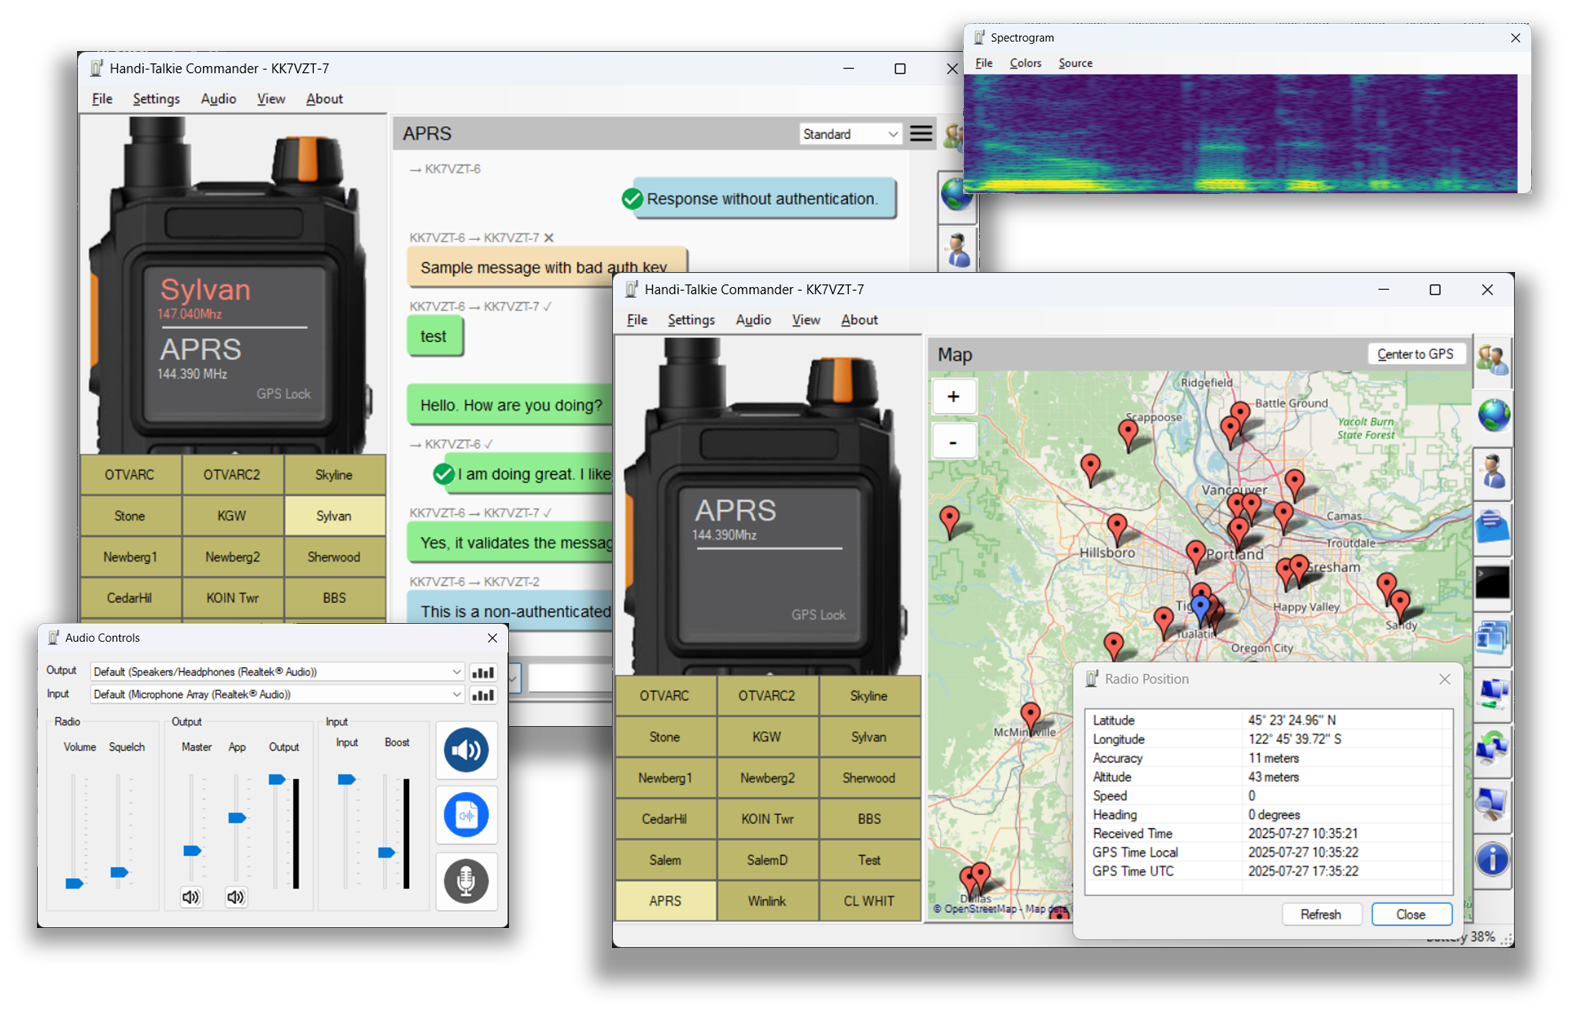 Handi-Talkie Commander - KK7VZT-7
File Settings Audio View About
Sylvan
147.040Mhz
APRS
144.390 MHz
GPS Lock
OTVARC OTVARC2 Skyline
Stone KGW Sylvan
Newberg1 Newberg2 Sherwood
CedarHil KOIN Twr BBS
APRS Standard
→ KK7VZT-6
Response without authentication.
KK7VZT-6 → KK7VZT-7 ✕
Sample message with bad auth key
KK7VZT-6 → KK7VZT-7 ✓
test
Hello. How are you doing?
→ KK7VZT-6 ✓
I am doing great. I like
KK7VZT-6 → KK7VZT-7 ✓
Yes, it validates the messag
KK7VZT-6 → KK7VZT-2
This is a non-authenticated
Spectrogram
File Colors Source
Handi-Talkie Commander - KK7VZT-7
File Settings Audio View About
APRS
144.390Mhz
GPS Lock
OTVARC OTVARC2 Skyline
Stone KGW Sylvan
Newberg1 Newberg2 Sherwood
CedarHil KOIN Twr BBS
Salem SalemD Test
APRS Winlink CL WHIT
Map Center to GPS
+
-
Ridgefield
Battle Ground
Scappoose
Yacolt Burn
State Forest
Vancouver
Camas
Troutdale
Hillsboro
Portland
Gresham
Happy Valley
Sandy
Tualatin
Oregon City
McMinnville
Dallas
© OpenStreetMap - Map data
Battery 38%
Radio Position
Latitude 45° 23' 24.96" N
Longitude 122° 45' 39.72" S
Accuracy 11 meters
Altitude 43 meters
Speed 0
Heading 0 degrees
Received Time 2025-07-27 10:35:21
GPS Time Local 2025-07-27 10:35:22
GPS Time UTC 2025-07-27 17:35:22
Refresh Close
Audio Controls
Output Default (Speakers/Headphones (Realtek® Audio))
Input Default (Microphone Array (Realtek® Audio))
Radio Output Input
Volume Squelch Master App Output Input Boost